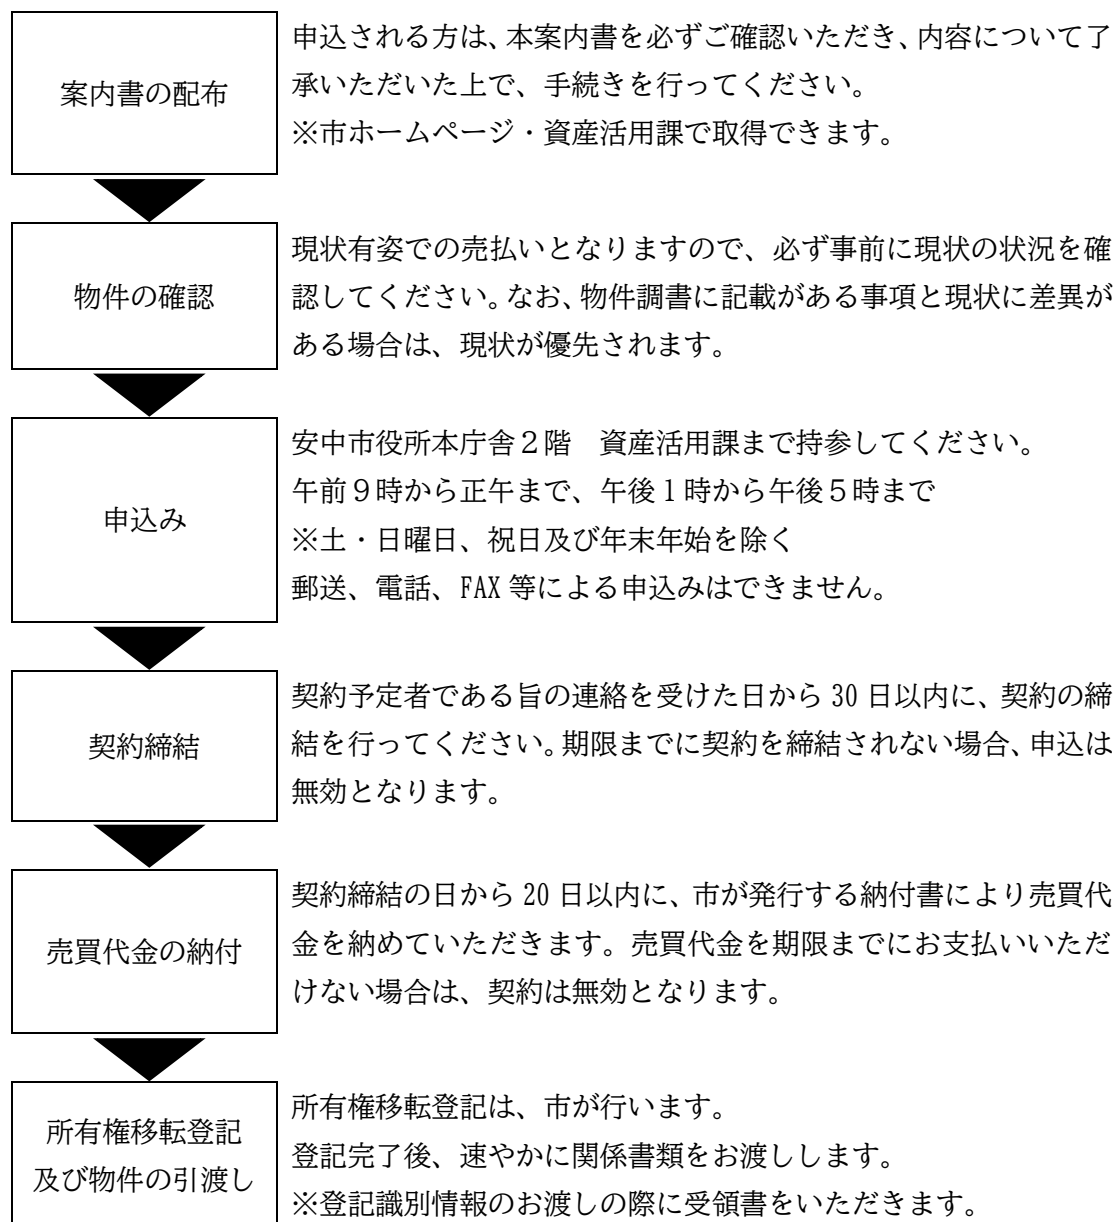 案内書の配布
申込される方は、本案内書を必ずご確認いただき、内容について了
承いただいた上で、手続きを行ってください。
※市ホームページ・資産活用課で取得できます。
物件の確認
現状有姿での売払いとなりますので、必ず事前に現状の状況を確
認してください。なお、物件調書に記載がある事項と現状に差異が
ある場合は、現状が優先されます。
申込み
安中市役所本庁舎２階　資産活用課まで持参してください。
午前９時から正午まで、午後１時から午後５時まで
※土・日曜日、祝日及び年末年始を除く
郵送、電話、FAX 等による申込みはできません。
契約締結
契約予定者である旨の連絡を受けた日から 30 日以内に、契約の締
結を行ってください。期限までに契約を締結されない場合、申込は
無効となります。
売買代金の納付
契約締結の日から 20 日以内に、市が発行する納付書により売買代
金を納めていただきます。売買代金を期限までにお支払いいただ
けない場合は、契約は無効となります。
所有権移転登記
及び物件の引渡し
所有権移転登記は、市が行います。
登記完了後、速やかに関係書類をお渡しします。
※登記識別情報のお渡しの際に受領書をいただきます。